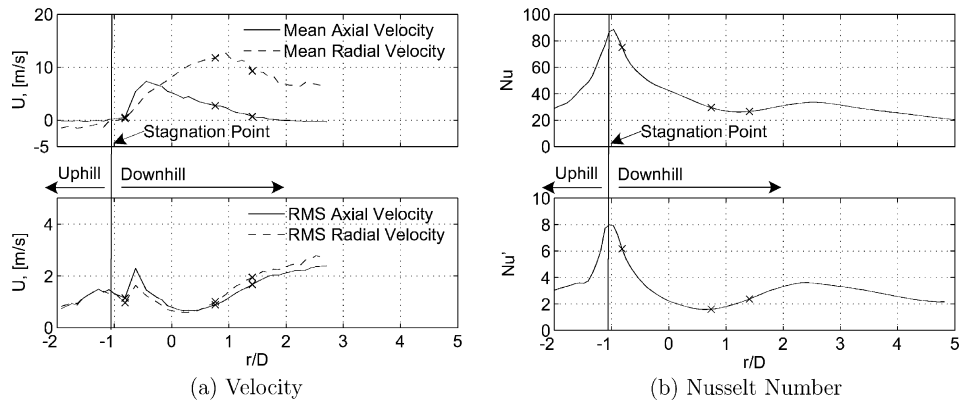 20
10
0
-5
U, [m/s]
Mean Axial Velocity
Mean Radial Velocity
Stagnation Point
Uphill
Downhill
4
2
0
U, [m/s]
RMS Axial Velocity
RMS Radial Velocity
-2 -1 0 1 2 3 4 5
r/D
(a) Velocity
100
80
60
40
20
0
Nu
Stagnation Point
Uphill
Downhill
10
8
6
4
2
0
Nu'
-2 -1 0 1 2 3 4 5
r/D
(b) Nusselt Number